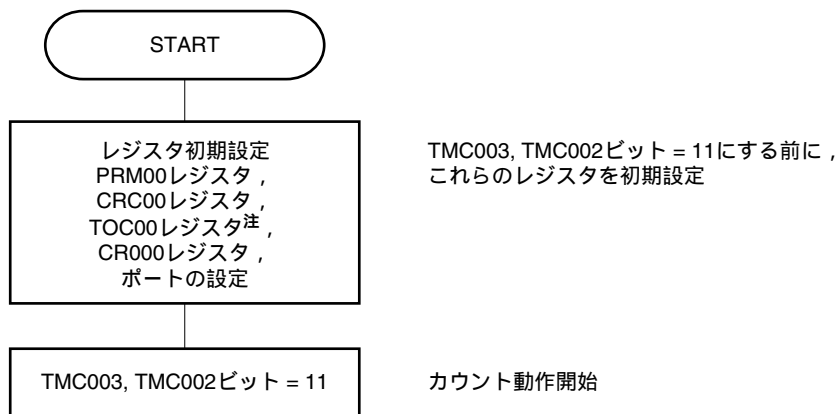 START
レジスタ初期設定
PRM00レジスタ，
CRC00レジスタ，
TOC00レジスタ注，
CR000レジスタ，
ポートの設定
TMC003, TMC002ビット = 11にする前に，
これらのレジスタを初期設定
TMC003, TMC002ビット = 11
カウント動作開始